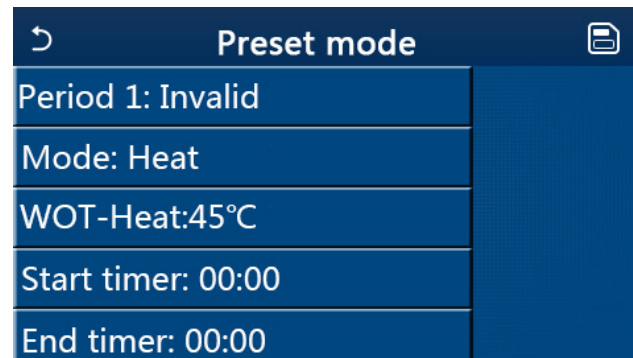 Preset mode
Period 1: Invalid
Mode: Heat
WOT-Heat:45℃
Start timer: 00:00
End timer: 00:00